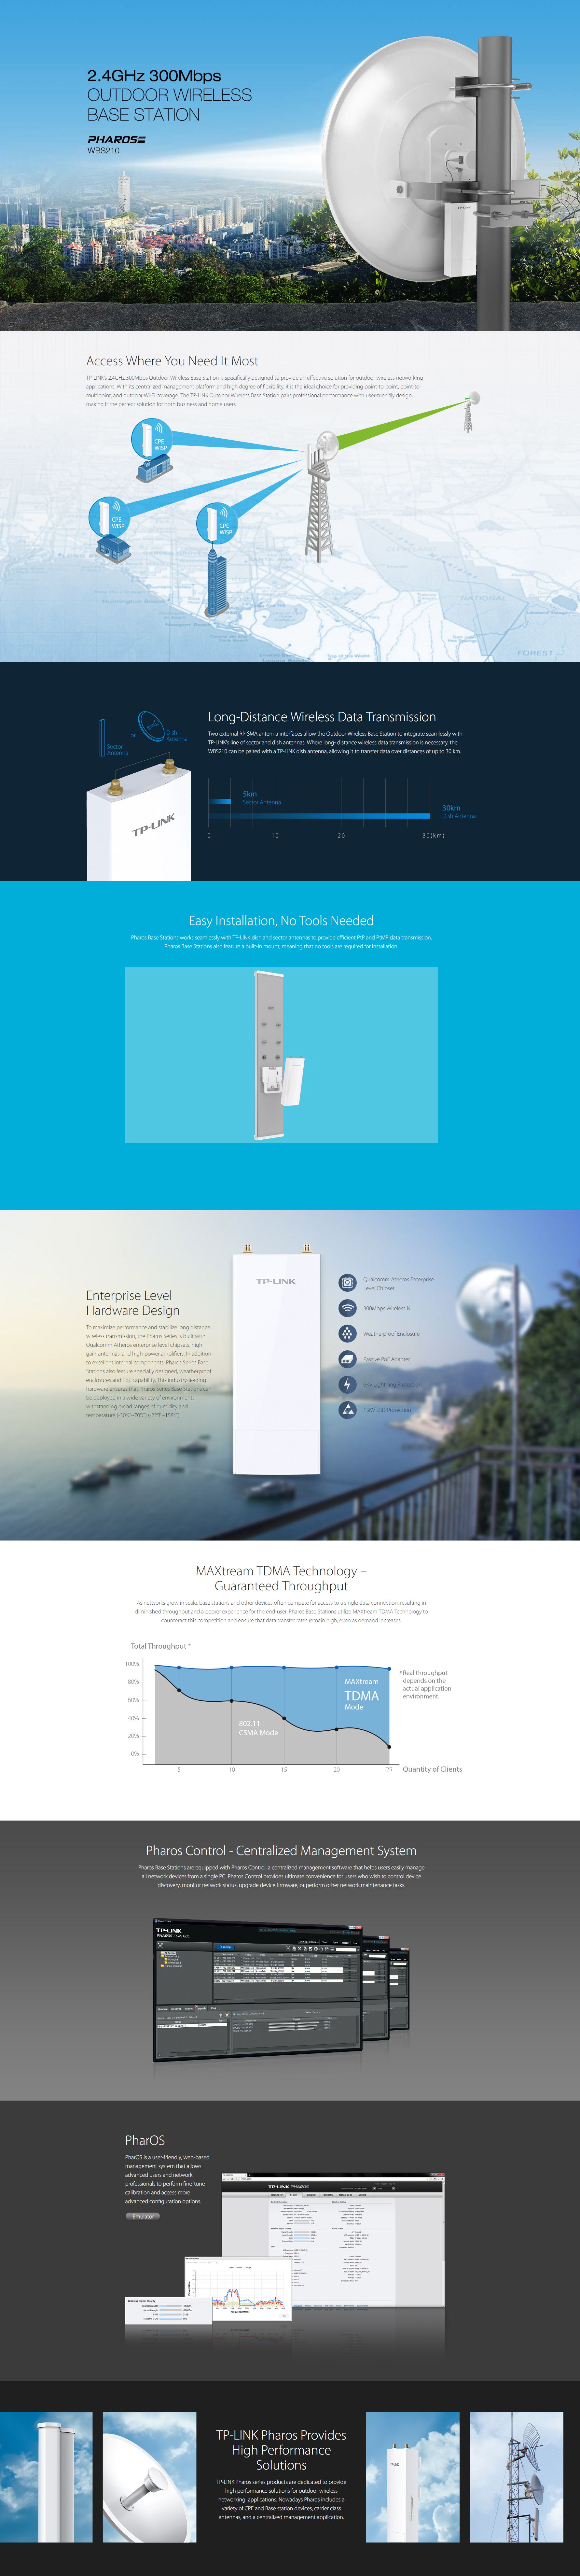 2.4GHz 300Mbps
OUTDOOR WIRELESS
BASE STATION
PHAROS
WBS210
TP-LINK
Access Where You Need It Most
TP-LINK's 2.4GHz 300Mbps Outdoor Wireless Base Station is specifically designed to provide an effective solution for outdoor wireless networking
applications. With its centralized management platform and high degree of flexibility, it is the ideal choice for providing point-to-point, point-to-
multipoint, and outdoor Wi-Fi coverage. The TP-LINK Outdoor Wireless Base Station pairs professional performance with user-friendly design,
making it the perfect solution for both business and home users.
CPE
WISP
CPE
WISP
CPE
WISP
NATIONAL
FOREST
Long-Distance Wireless Data Transmission
Two external RP-SMA antenna interfaces allow the Outdoor Wireless Base Station to integrate seamlessly with
TP-LINK's line of sector and dish antennas. Where long- distance wireless data transmission is necessary, the
WBS210 can be paired with a TP-LINK dish antenna, allowing it to transfer data over distances of up to 30 km.
Sector
Antenna
or
Dish
Antenna
TP-LINK
5km
Sector Antenna
30km
Dish Antenna
0 10 20 30(km)
Easy Installation, No Tools Needed
Pharos Base Stations works seamlessly with TP-LINK dish and sector antennas to provide efficient PtP and PtMP data transmission.
Pharos Base Stations also feature a built-In mount, meaning that no tools are required for installation.
TP-LINK
Enterprise Level
Hardware Design
To maximize performance and stabilize long distance
wireless transmission, the Pharos Series is built with
Qualcomm Atheros enterprise level chipsets, high
gain antennas, and high-power amplifiers. In addition
to excellent internal components, Pharos Series Base
Stations also feature specially designed, weatherproof
enclosures and PoE capability. This industry-leading
hardware ensures that Pharos Series Base Stations can
be deployed in a wide variety of environments,
withstanding broad ranges of humidity and
temperature (-30°C~70°C) (-22°F~158°F).
Qualcomm Atheros Enterprise
Level Chipset
300Mbps Wireless N
Weatherproof Enclosure
Passive PoE Adapter
6KV Lightning Protection
15KV ESD Protection
MAXtream TDMA Technology –
Guaranteed Throughput
As networks grow in scale, base stations and other devices often compete for access to a single data connection, resulting in
diminished throughput and a poorer experience for the end-user. Pharos Base Stations utilize MAXtream TDMA Technology to
counteract this competition and ensure that data transfer rates remain high, even as demand increases.
Total Throughput *
100%
80%
60%
40%
20%
0%
MAXtream
TDMA
Mode
802.11
CSMA Mode
*Real throughput
depends on the
actual application
environment.
5 10 15 20 25 Quantity of Clients
Pharos Control - Centralized Management System
Pharos Base Stations are equipped with Pharos Control, a centralized management software that helps users easily manage
all network devices from a single PC. Pharos Control provides ultimate convenience for users who wish to control device
discovery, monitor network status, upgrade device firmware, or perform other network maintenance tasks.
TP-LINK
PHAROS CONTROL
PharOS
PharOS is a user-friendly, web-based
management system that allows
advanced users and network
professionals to perform fine-tune
calibration and access more
advanced configuration options.
Emulator
TP-LINK PHAROS
TP-LINK Pharos Provides
High Performance
Solutions
TP-LINK Pharos series products are dedicated to provide
high performance solutions for outdoor wireless
networking applications. Nowadays Pharos includes a
variety of CPE and Base station devices, carrier class
antennas, and a centralized management application.